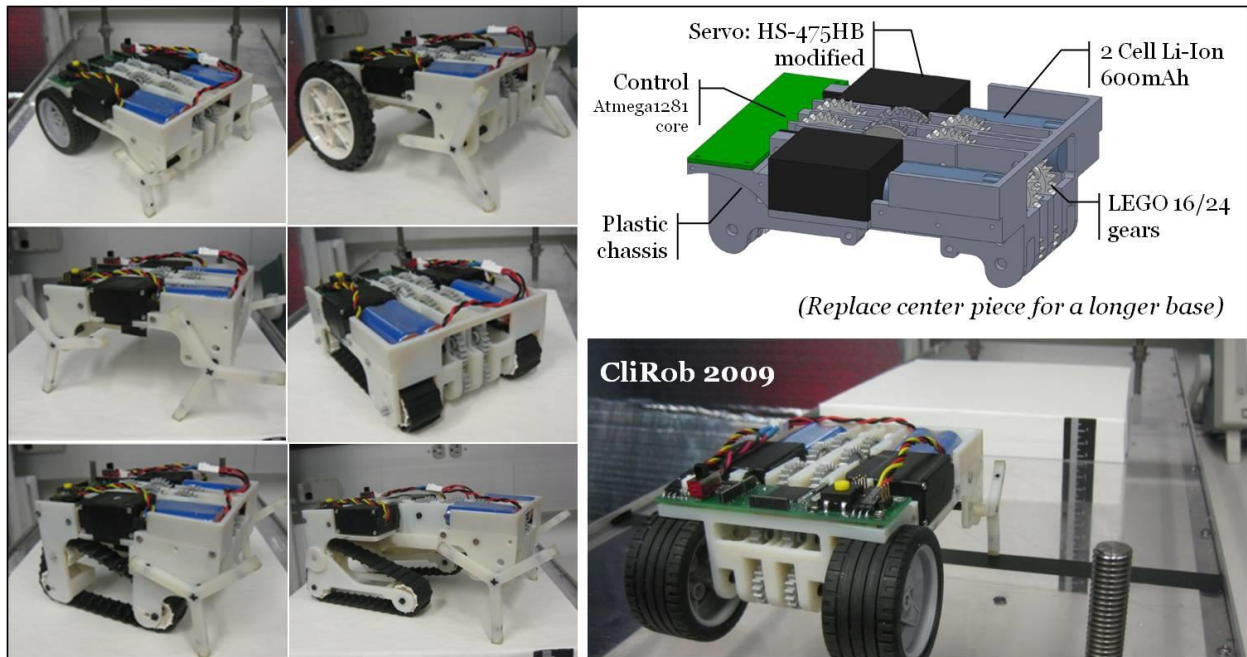 Servo: HS-475HB
modified
2 Cell Li-Ion
600mAh
Control
Atmega1281
core
Plastic
chassis
LEGO 16/24
gears
(Replace center piece for a longer base)
CliRob 2009